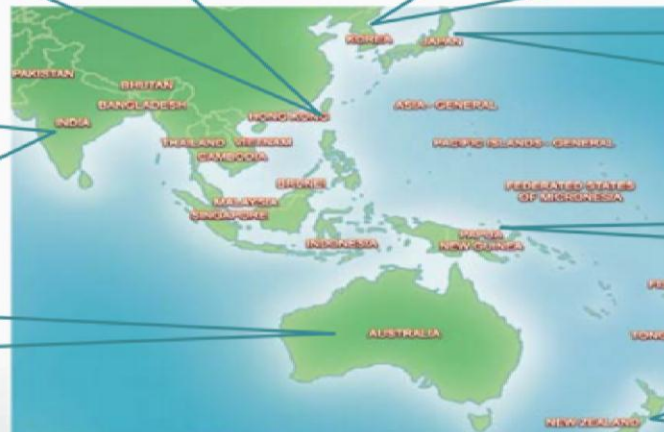 KOREA
JAPAN
PAKISTAN
BHUTAN
BANGLADESH
ASIA - GENERAL
HONG KONG
INDIA
THAILAND
VIETNAM
PACIFIC ISLANDS - GENERAL
CAMBODIA
BRUNEI
FEDERATED STATES
OF MICRONESIA
MALAYSIA
SINGAPORE
PAPUA
NEW GUINEA
INDONESIA
TONG
AUSTRALIA
NEW ZEALAND